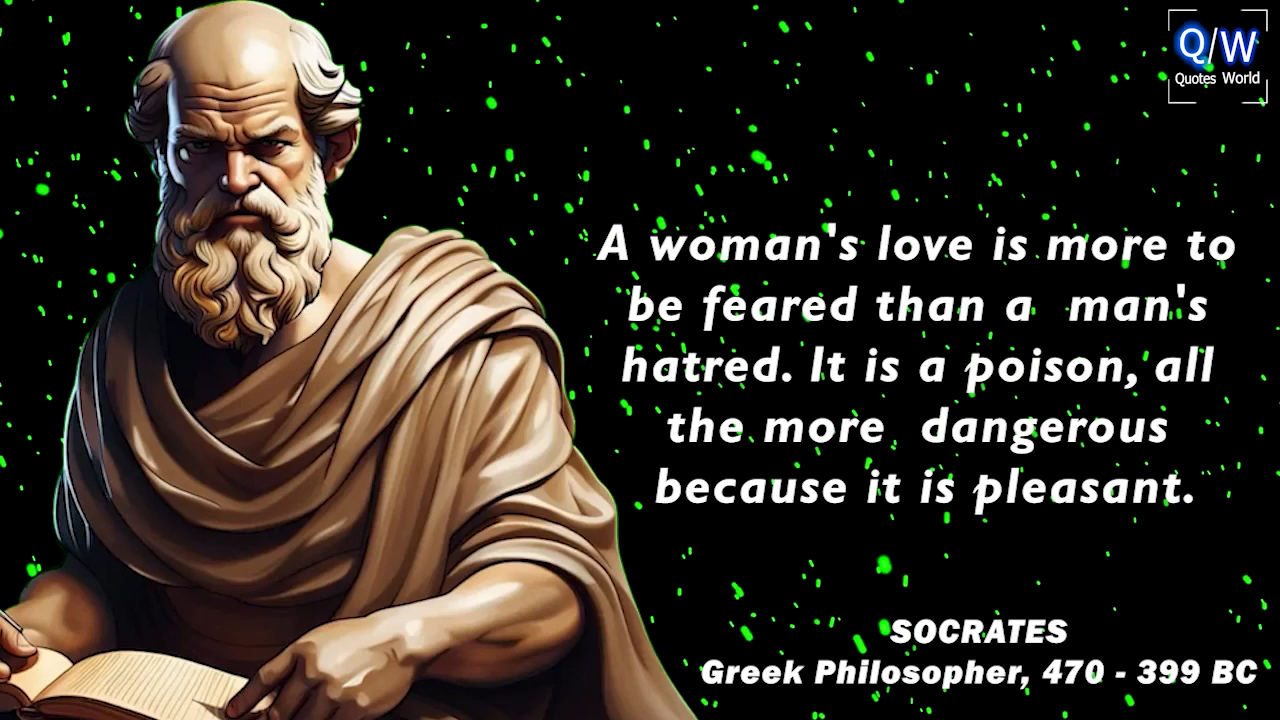 Q/W
Quotes World
A woman's love is more to
be feared than a man's
hatred. It is a poison, all
the more dangerous
because it is pleasant.
SOCRATES
Greek Philosopher, 470 - 399 BC